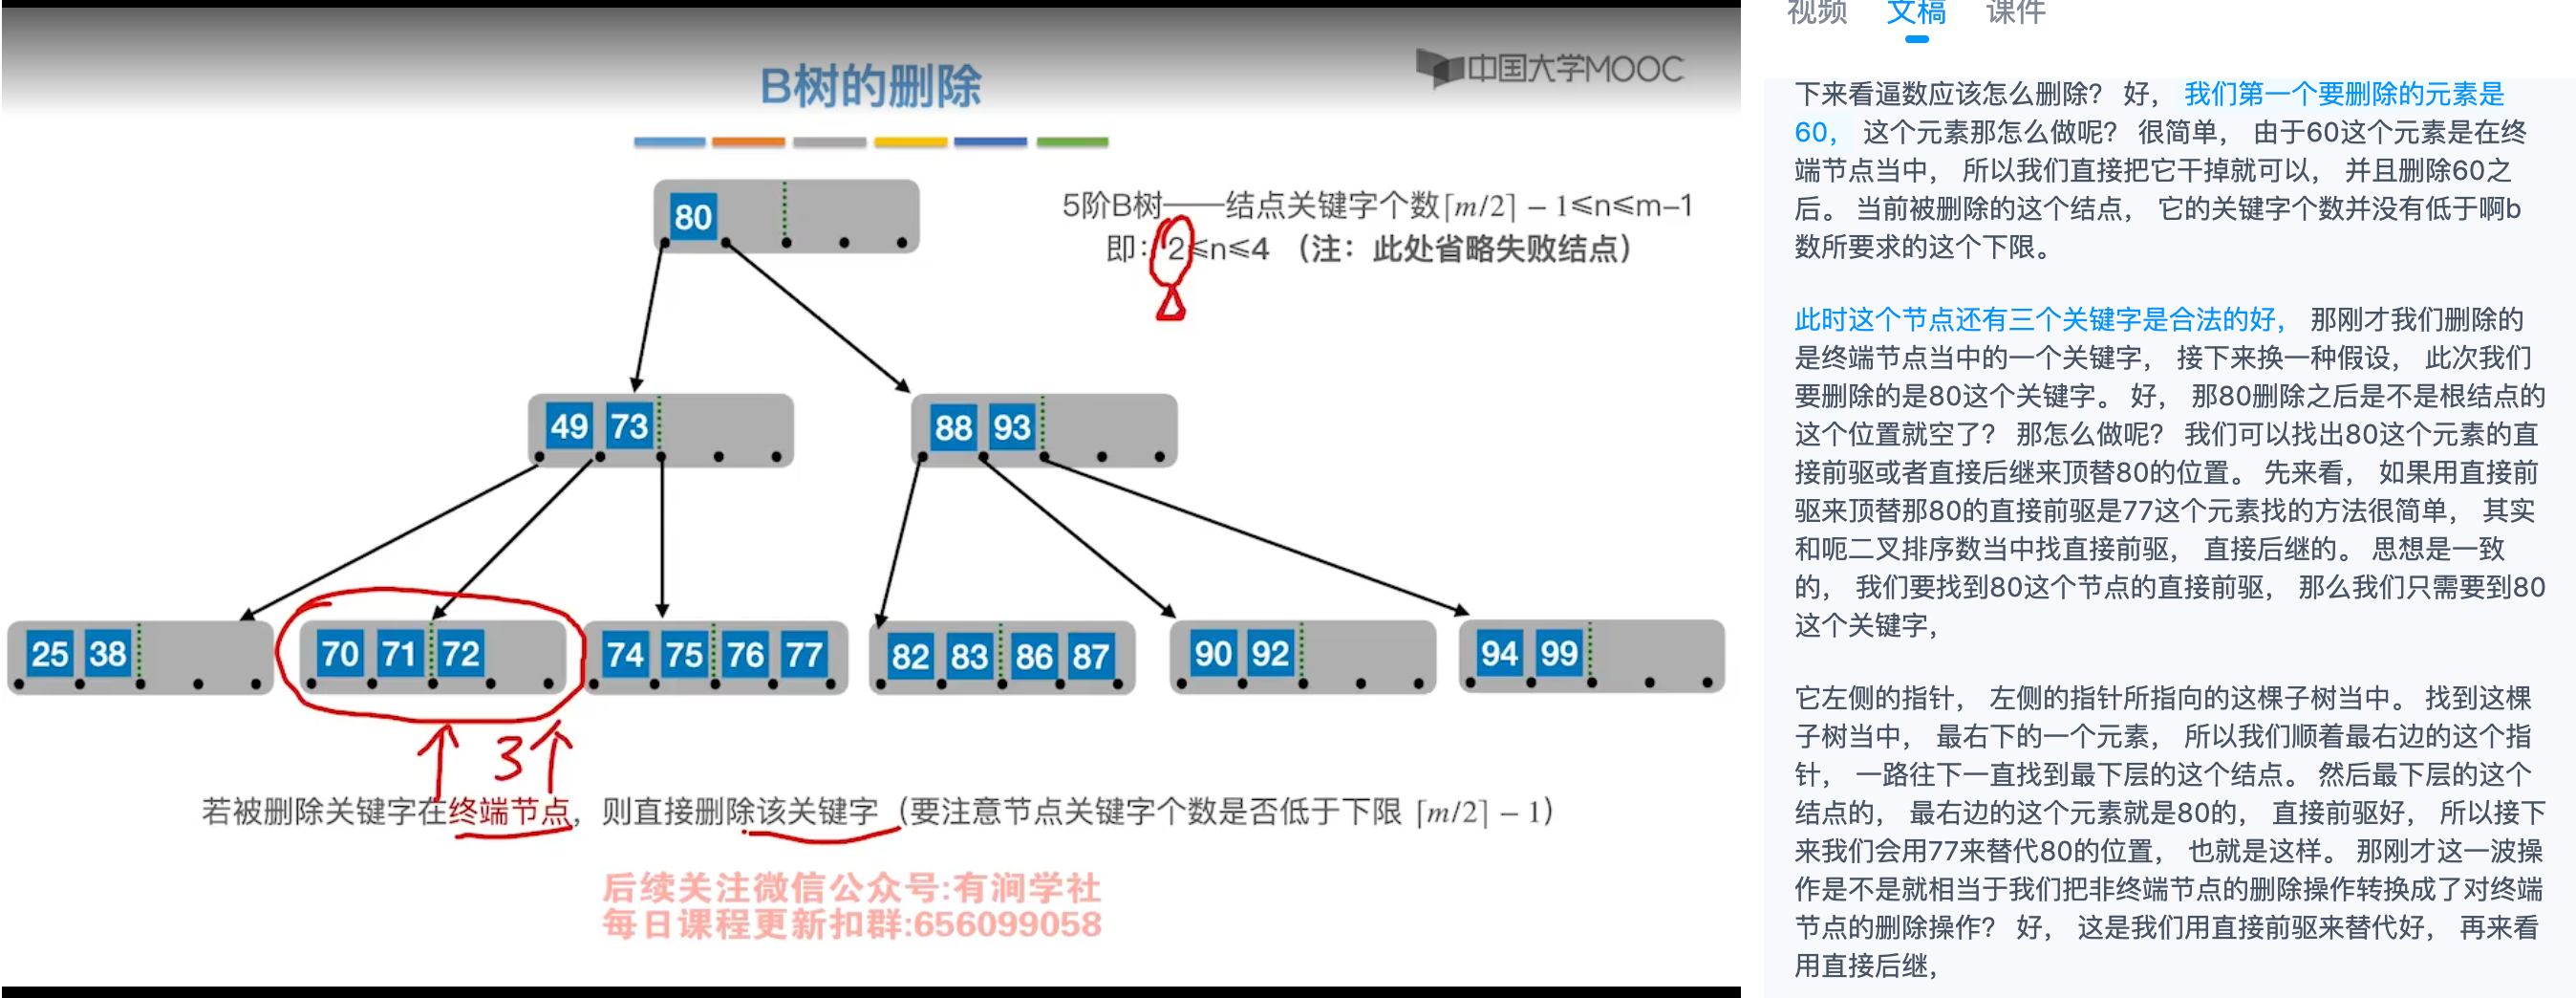 B树的删除
中国大学MOOC
5阶B树——结点关键字个数⌈m/2⌉ − 1≤n≤m−1
即：2≤n≤4 （注：此处省略失败结点）
80
49 73
88 93
25 38
70 71 72
74 75 76 77
82 83 86 87
90 92
94 99
3
若被删除关键字在终端节点，则直接删除该关键字（要注意节点关键字个数是否低于下限 ⌈m/2⌉ − 1）
后续关注微信公众号:有涧学社
每日课程更新扣群:656099058
视频 文稿 课件
下来看逼数应该怎么删除？ 好， 我们第一个要删除的元素是
60， 这个元素那怎么做呢？ 很简单， 由于60这个元素是在终
端节点当中， 所以我们直接把它干掉就可以， 并且删除60之
后。 当前被删除的这个结点， 它的关键字个数并没有低于啊b
数所要求的这个下限。
此时这个节点还有三个关键字是合法的好， 那刚才我们删除的
是终端节点当中的一个关键字， 接下来换一种假设， 此次我们
要删除的是80这个关键字。 好， 那80删除之后是不是根结点的
这个位置就空了？ 那怎么做呢？ 我们可以找出80这个元素的直
接前驱或者直接后继来顶替80的位置。 先来看， 如果用直接前
驱来顶替那80的直接前驱是77这个元素找的方法很简单， 其实
和呃二叉排序数当中找直接前驱， 直接后继的。 思想是一致
的， 我们要找到80这个节点的直接前驱， 那么我们只需要到80
这个关键字，
它左侧的指针， 左侧的指针所指向的这棵子树当中。 找到这棵
子树当中， 最右下的一个元素， 所以我们顺着最右边的这个指
针， 一路往下一直找到最下层的这个结点。 然后最下层的这个
结点的， 最右边的这个元素就是80的， 直接前驱好， 所以接下
来我们会用77来替代80的位置， 也就是这样。 那刚才这一波操
作是不是就相当于我们把非终端节点的删除操作转换成了对终端
节点的删除操作？ 好， 这是我们用直接前驱来替代好， 再来看
用直接后继，